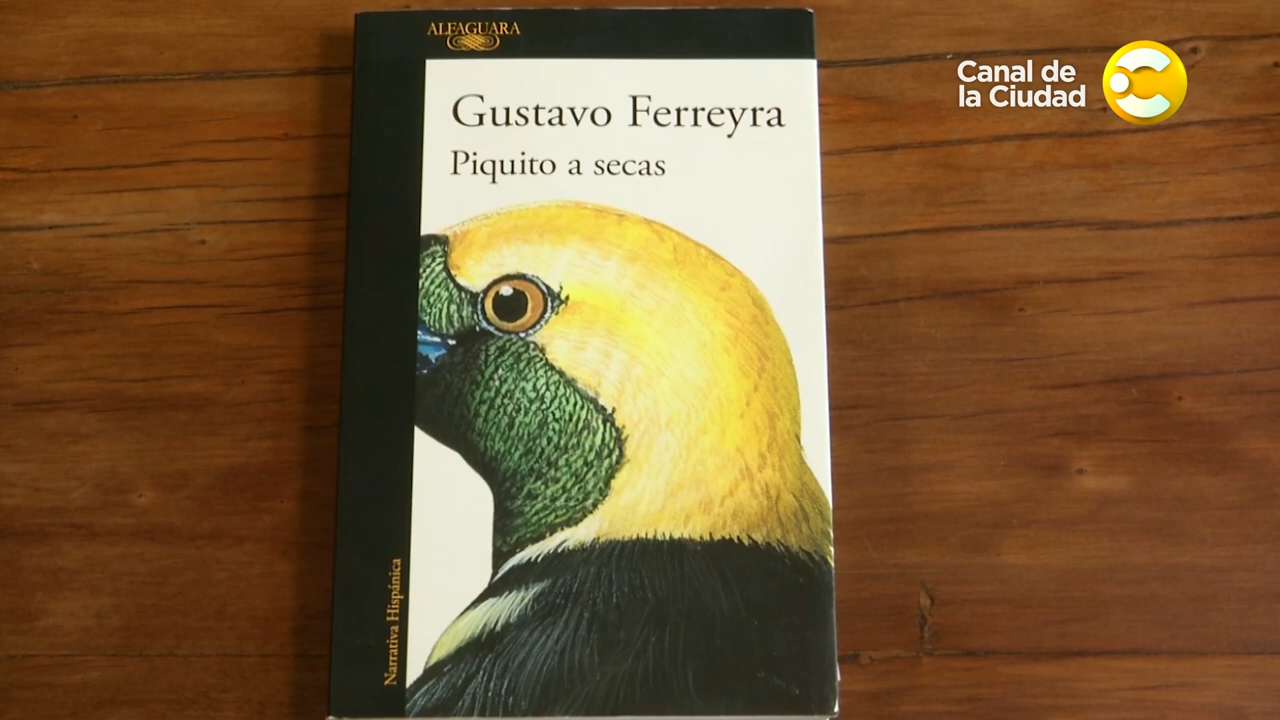 ALFAGUARA
Gustavo Ferreyra
Piquito a secas
Narrativa Hispánica
Canal de
la Ciudad